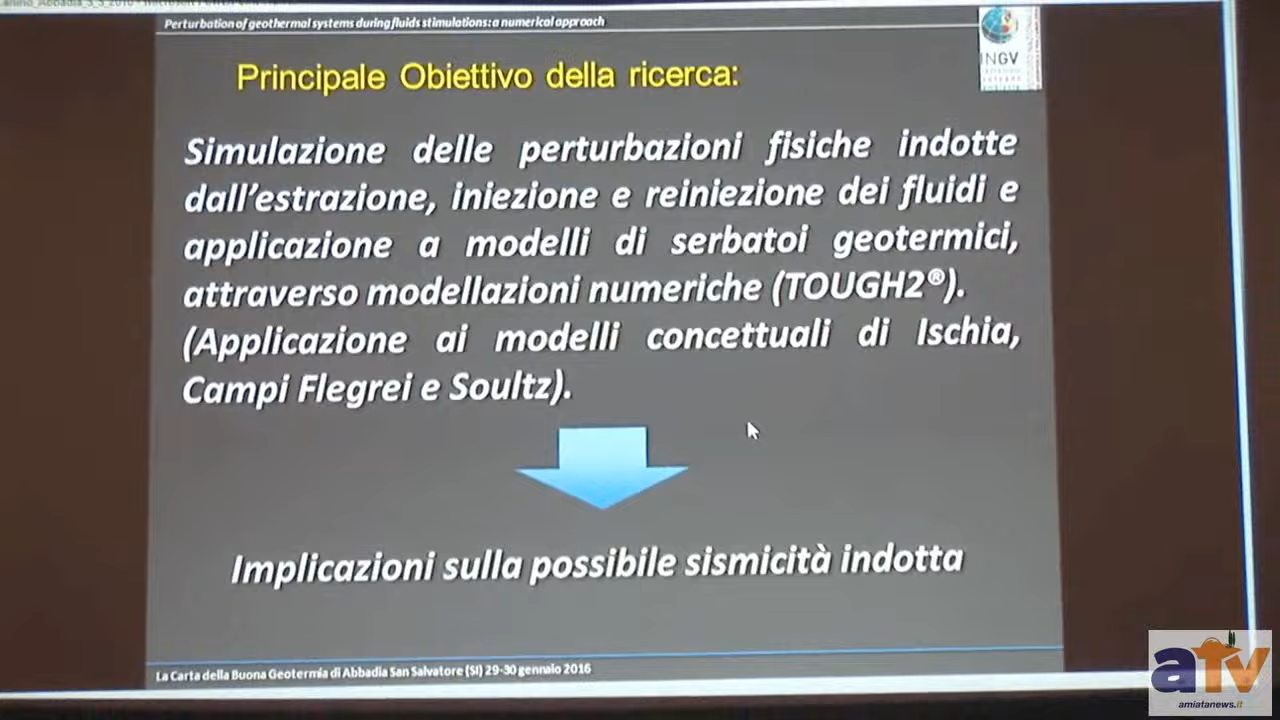 Perturbation of geothermal systems during fluids stimulations: a numerical approach
INGV
Principale Obiettivo della ricerca:
Simulazione delle perturbazioni fisiche indotte
dall'estrazione, iniezione e reiniezione dei fluidi e
applicazione a modelli di serbatoi geotermici,
attraverso modellazioni numeriche (TOUGH2®).
(Applicazione ai modelli concettuali di Ischia,
Campi Flegrei e Soultz).
Implicazioni sulla possibile sismicità indotta
La Carta della Buona Geotermia di Abbadia San Salvatore (SI) 29-30 gennaio 2016
aTv
amiatanews.it